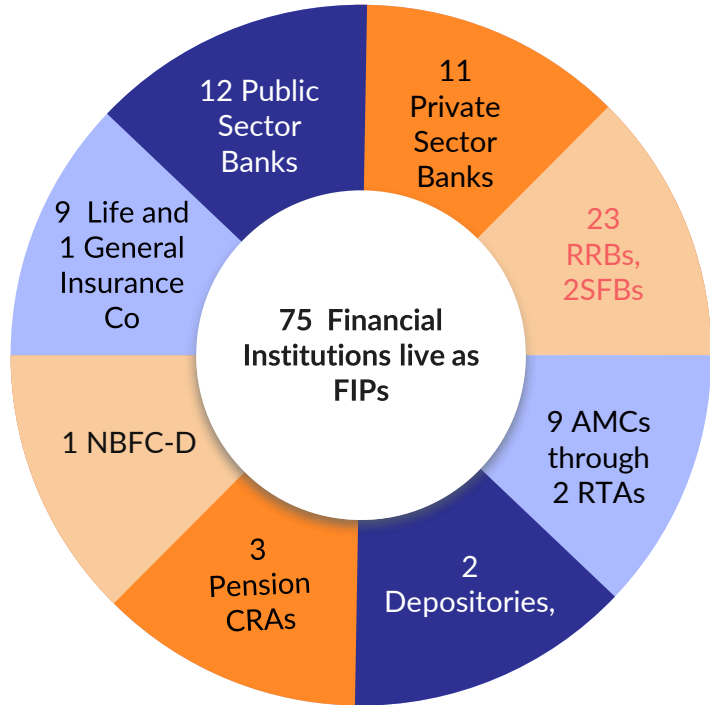 75 Financial
Institutions live as
FIPs
12 Public
Sector
Banks
11
Private
Sector
Banks
23
RRBs,
2SFBs
9 AMCs
through
2 RTAs
2
Depositories,
3
Pension
CRAs
1 NBFC-D
9 Life and
1 General
Insurance
Co